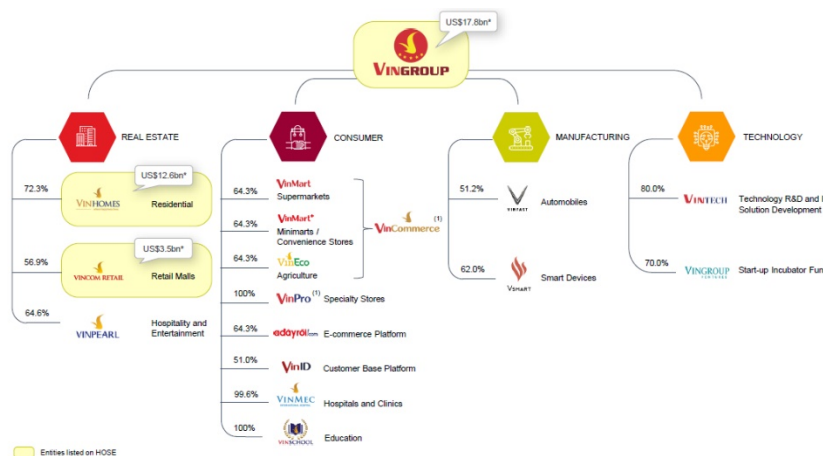 US$17.8bn*
VINGROUP
REAL ESTATE
72.3%
VINHOMES
US$12.6bn*
Residential
56.9%
VINCOM RETAIL
US$3.5bn*
Retail Malls
64.6%
VINPEARL
Hospitality and
Entertainment
CONSUMER
64.3%
VinMart
Supermarkets
64.3%
VinMart+
Minimarts /
Convenience Stores
64.3%
VinEco
Agriculture
VinCommerce (1)
100%
VinPro (1)
Specialty Stores
64.3%
adayroi.com
E-commerce Platform
51.0%
VinID
Customer Base Platform
99.6%
VINMEC
Hospitals and Clinics
100%
VINSCHOOL
Education
MANUFACTURING
51.2%
VINFAST
Automobiles
62.0%
VSMART
Smart Devices
TECHNOLOGY
80.0%
VINTECH
Technology R&D and
Solution Development
70.0%
VINGROUP
VENTURES
Start-up Incubator Fun
Entities listed on HOSE